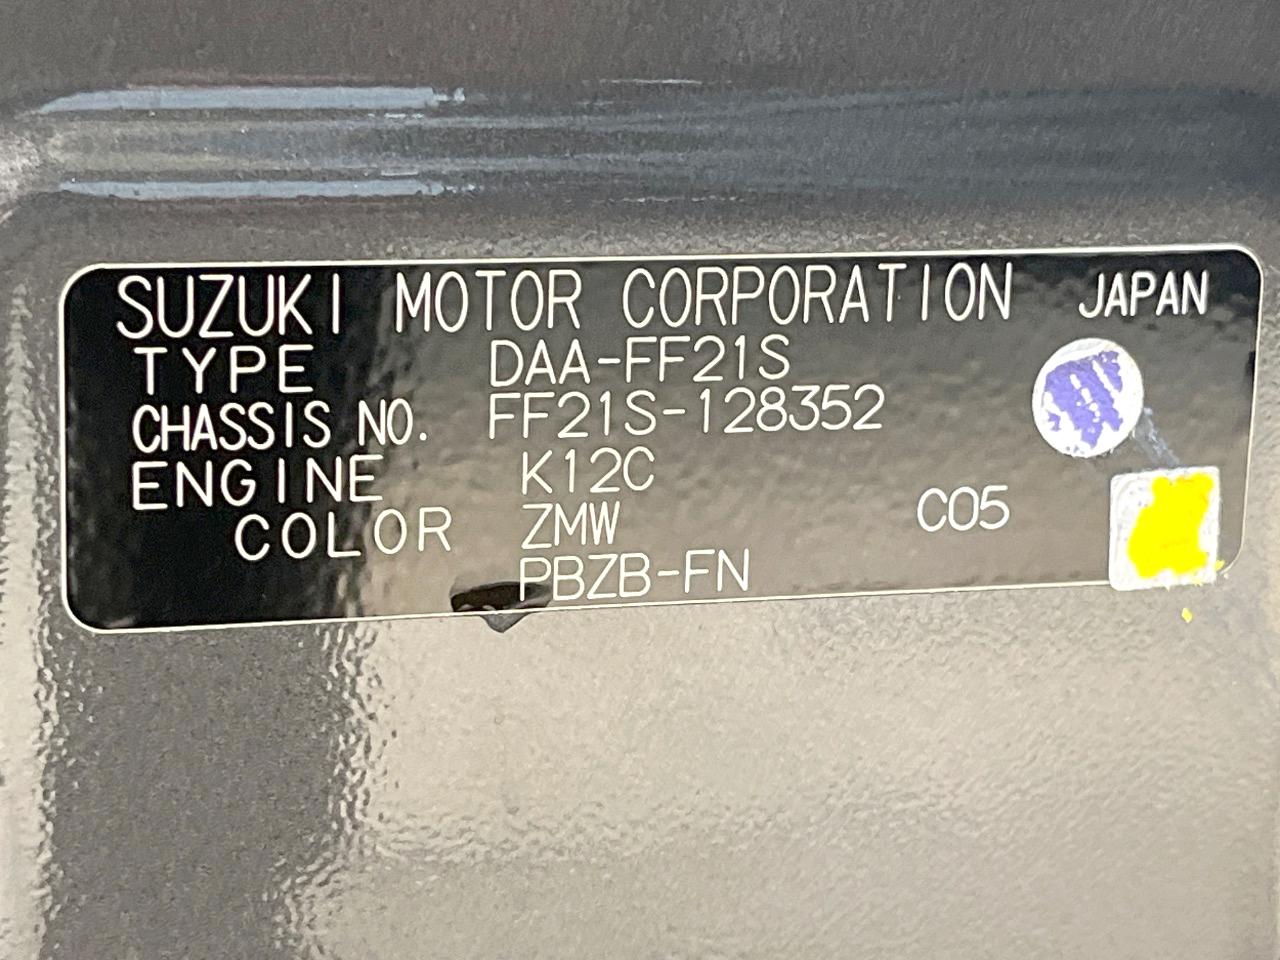 SUZUKI MOTOR CORPORATION JAPAN
TYPE DAA-FF21S
CHASSIS NO. FF21S-128352
ENGINE K12C
COLOR ZMW C05
PBZB-FN